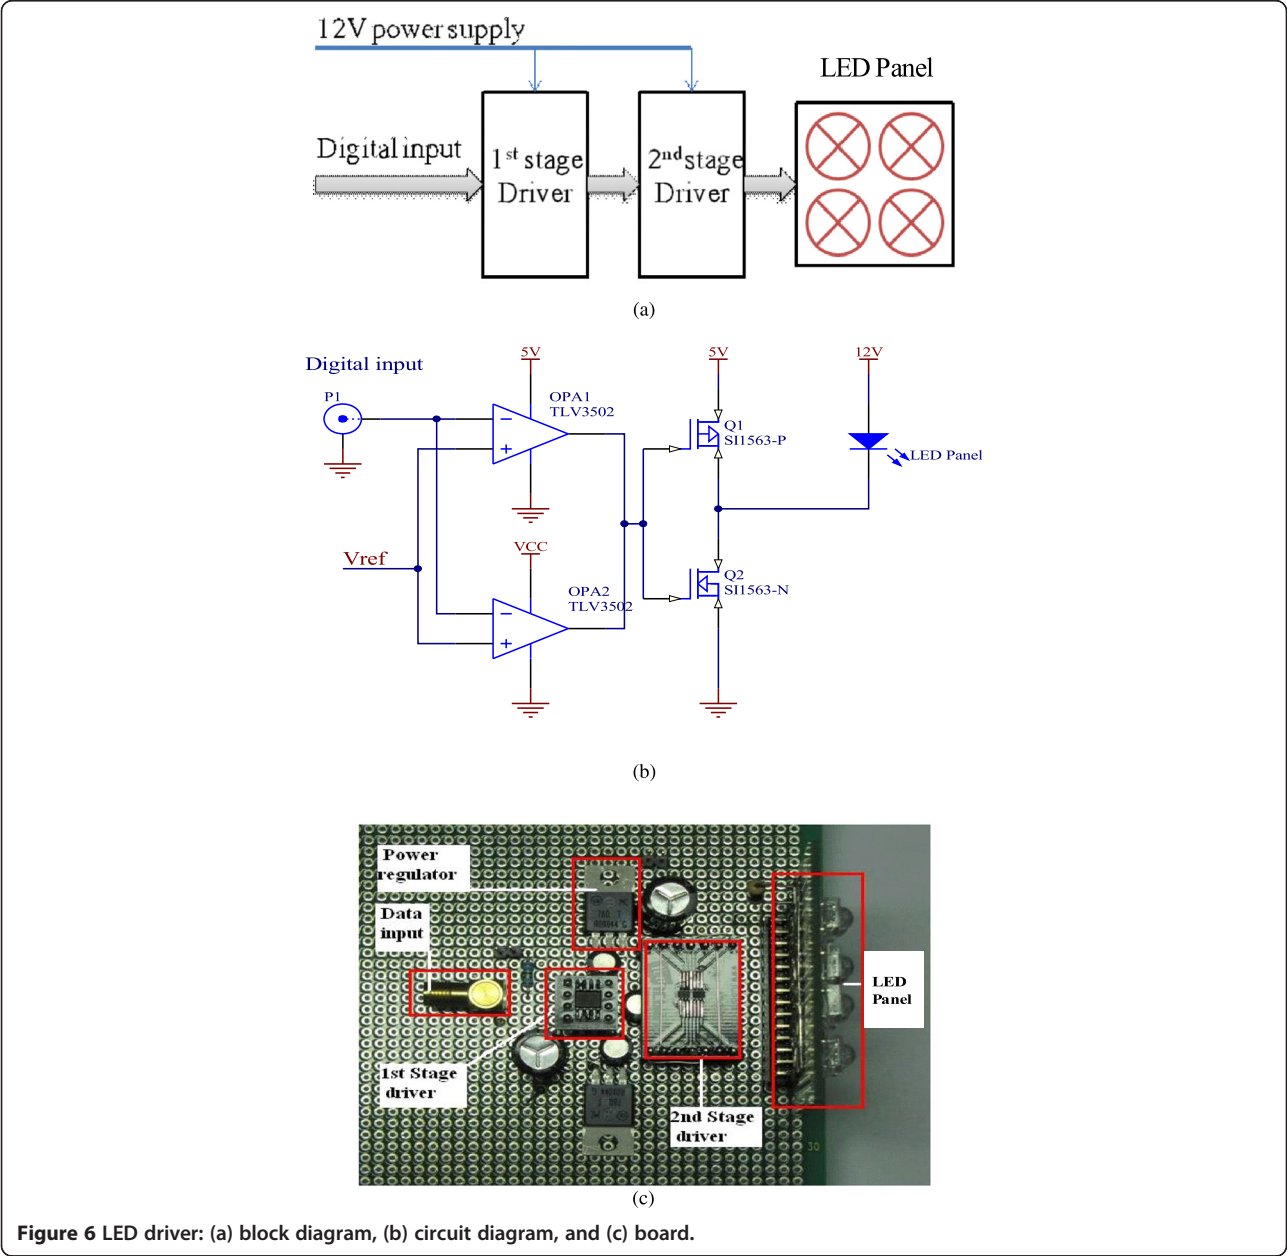 12V power supply
LED Panel
Digital input
1st stage
Driver
2nd stage
Driver
(a)
Digital input
P1
5V
OPA1
TLV3502
5V
Q1
SI1563-P
12V
LED Panel
Vref
VCC
OPA2
TLV3502
Q2
SI1563-N
(b)
Power
regulator
Data
input
LED
Panel
1st Stage
driver
2nd Stage
driver
30
(c)
Figure 6 LED driver: (a) block diagram, (b) circuit diagram, and (c) board.